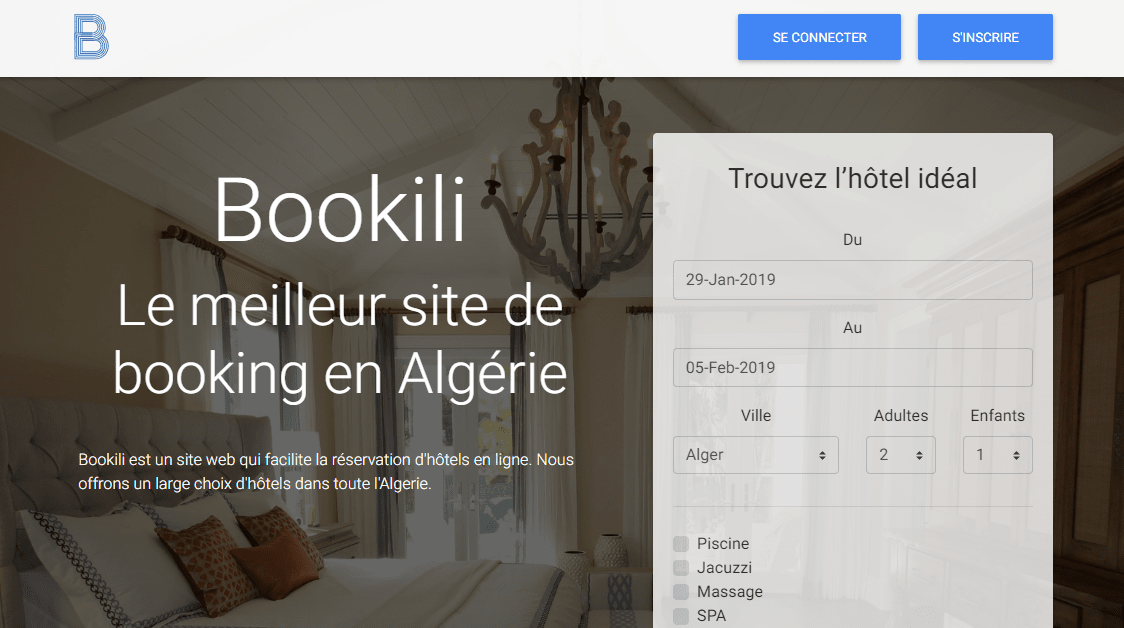 B
SE CONNECTER
S'INSCRIRE
Bookili
Le meilleur site de
booking en Algérie
Bookili est un site web qui facilite la réservation d'hôtels en ligne. Nous
offrons un large choix d'hôtels dans toute l'Algerie.
Trouvez l’hôtel idéal
Du
29-Jan-2019
Au
05-Feb-2019
Ville Adultes Enfants
Alger 2 1
Piscine
Jacuzzi
Massage
SPA